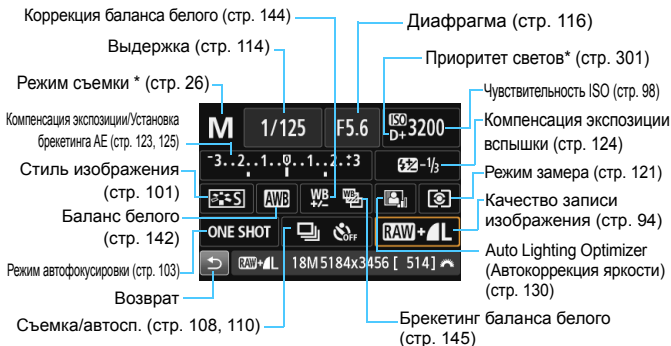 Коррекция баланса белого (стр. 144)
Диафрагма (стр. 116)
Выдержка (стр. 114)
Приоритет светов* (стр. 301)
Режим съемки * (стр. 26)
Чувствительность ISO (стр. 98)
Компенсация экспозиции/Установка
брекетинга AE (стр. 123, 125)
Компенсация экспозиции
вспышки (стр. 124)
Стиль изображения
(стр. 101)
Режим замера (стр. 121)
Баланс белого
(стр. 142)
Качество записи
изображения (стр. 94)
Режим автофокусировки (стр. 103)
Auto Lighting Optimizer
(Автокоррекция яркости)
(стр. 130)
Возврат
Съемка/автосп. (стр. 108, 110)
Брекетинг баланса белого
(стр. 145)
M 1/125 F5.6 ISO D+ 3200
-3..2..1..0..1..2..+3 -1/3
S AWB WB +/- WB
ONE SHOT OFF RAW+L
RAW+L 18M 5184x3456 [ 514]